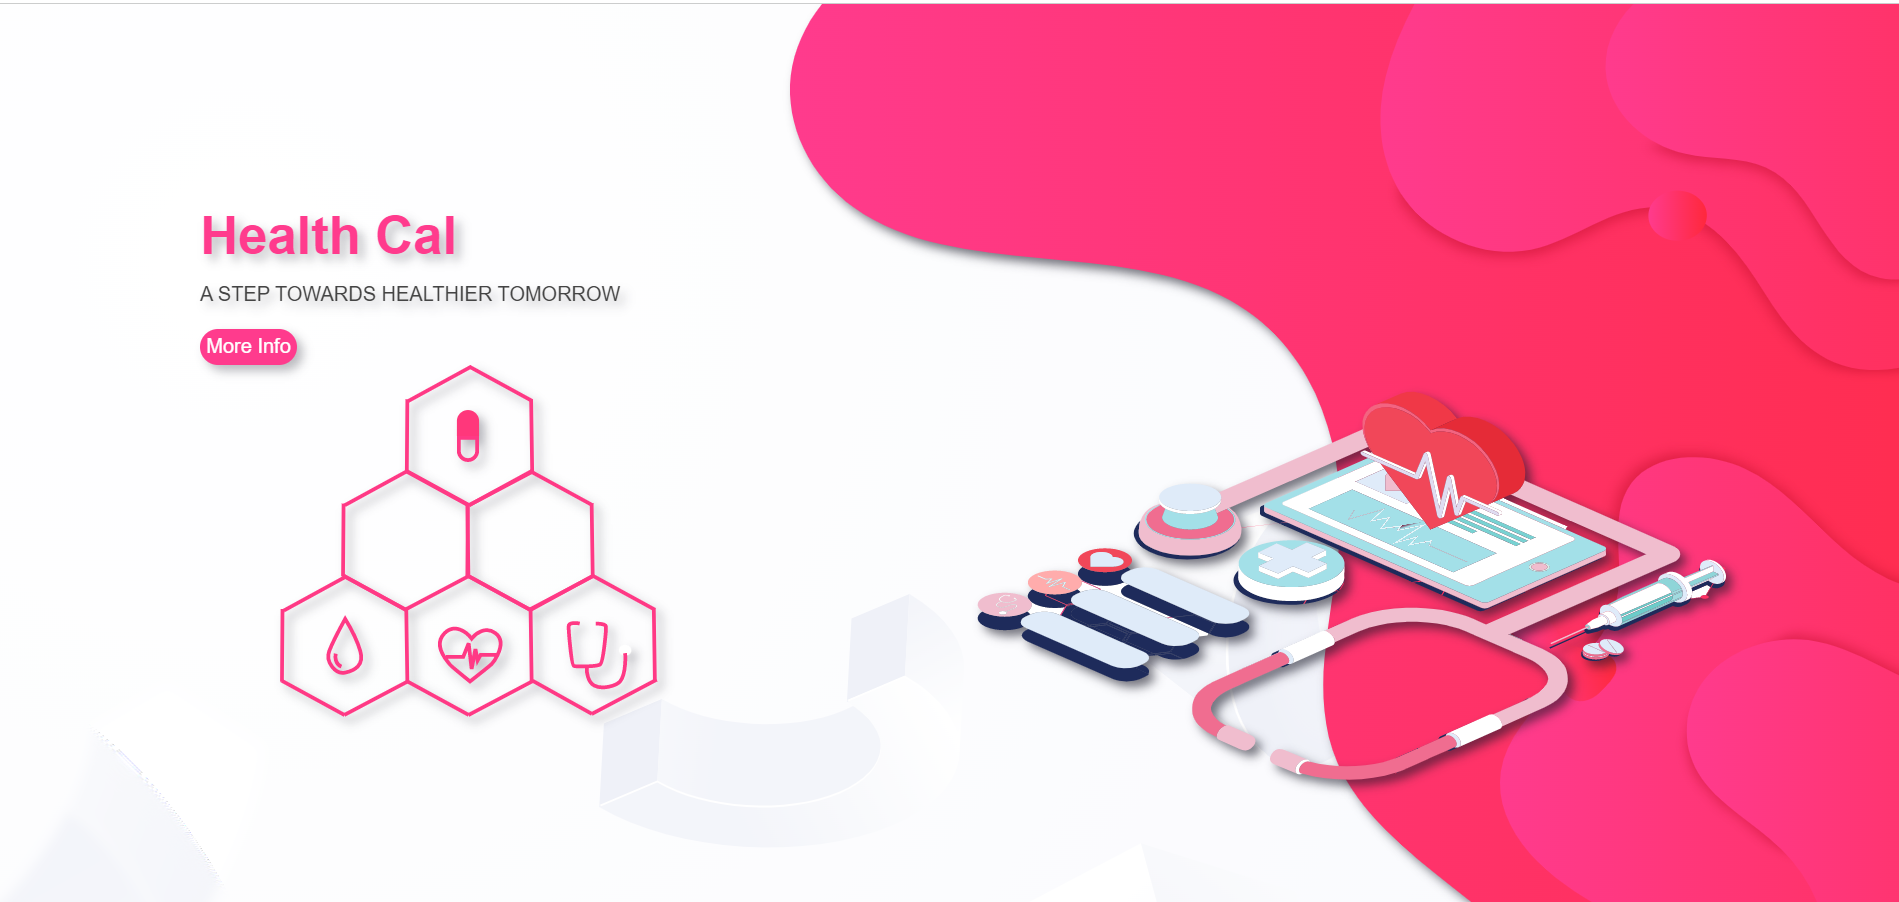 Health Cal
A STEP TOWARDS HEALTHIER TOMORROW
More Info